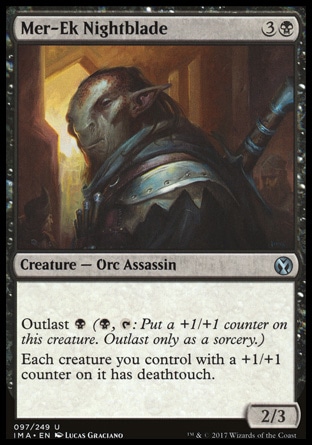 Mer-Ek Nightblade 3
Creature — Orc Assassin
Outlast (, : Put a +1/+1 counter on
this creature. Outlast only as a sorcery.)
Each creature you control with a +1/+1
counter on it has deathtouch.
2/3
097/249 U
IMA • EN Lucas Graciano
™ & © 2017 Wizards of the Coast